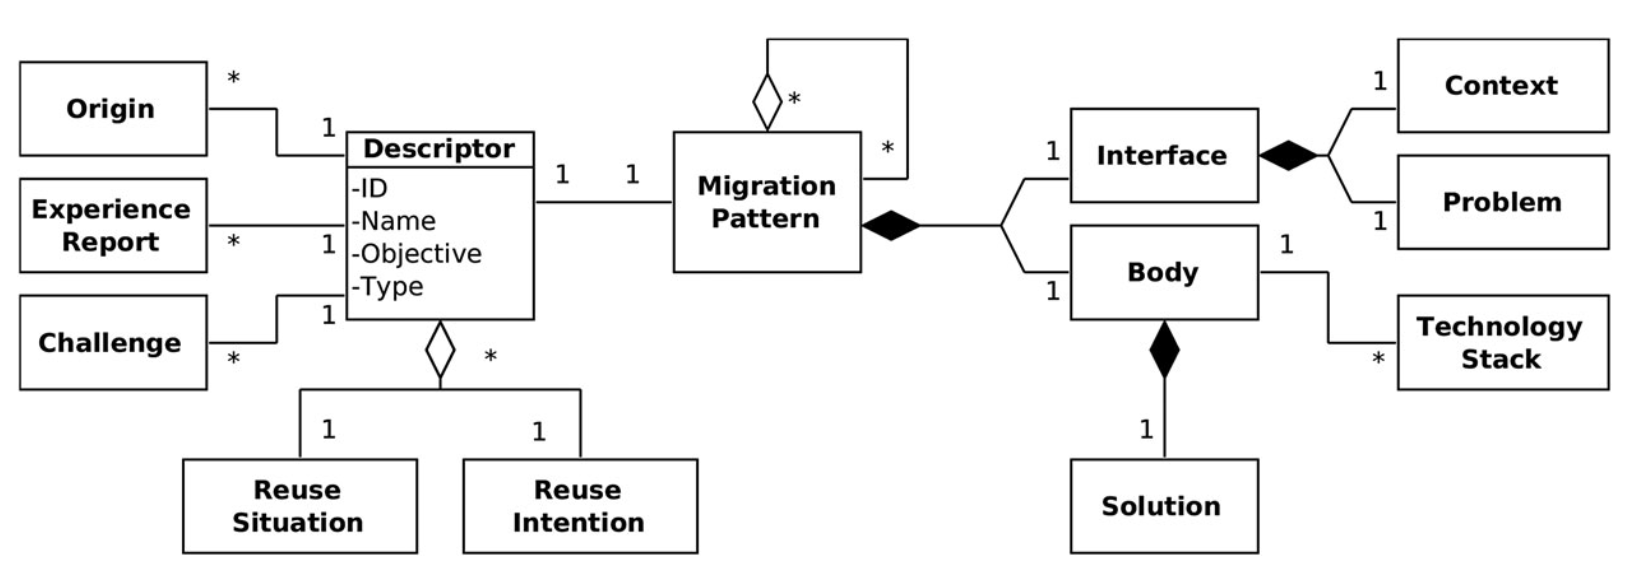 Origin
*
1
Experience
Report
*
1
Challenge
*
1
Descriptor
-ID
-Name
-Objective
-Type
*
1
1
Reuse
Situation
Reuse
Intention
1
1
Migration
Pattern
*
*
1
1
Interface
Body
1
1
Context
Problem
1
*
Technology
Stack
1
Solution